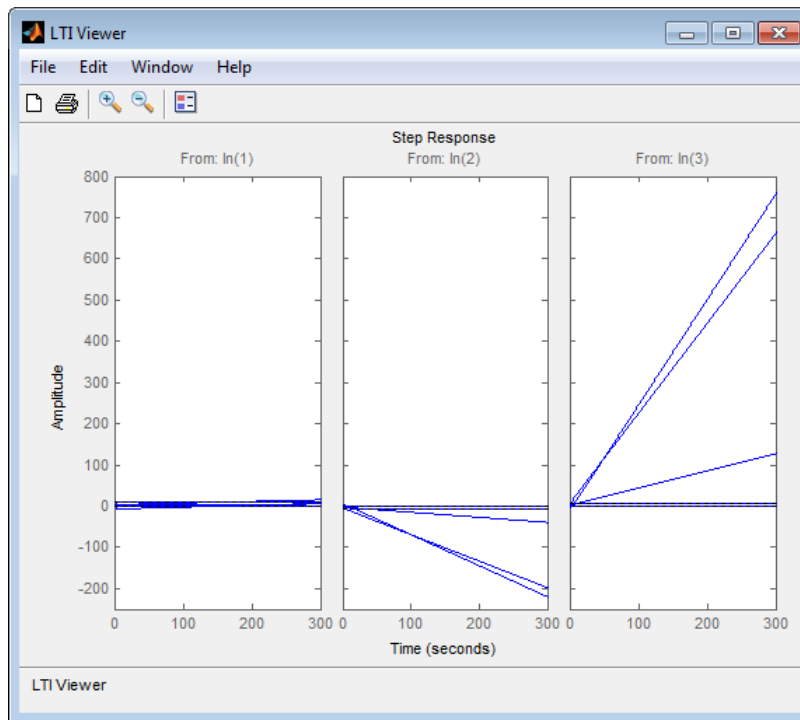 LTI Viewer
File Edit Window Help
Step Response
From: In(1) From: In(2) From: In(3)
800
700
600
500
400
300
200
100
0
-100
-200
Amplitude
0 100 200 300 0 100 200 300 0 100 200 300
Time (seconds)
LTI Viewer